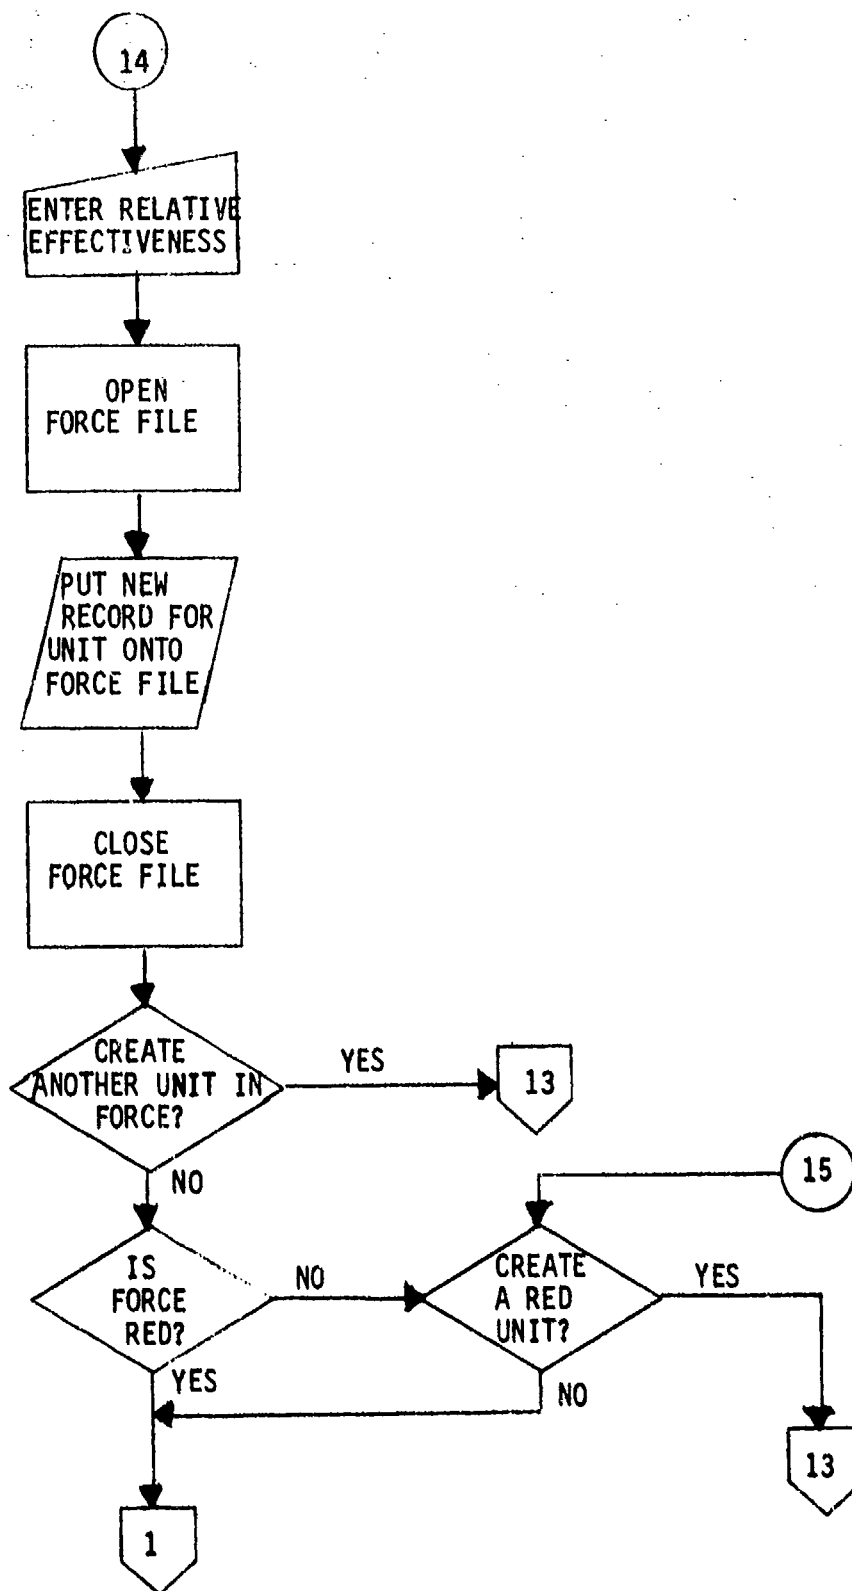 14
ENTER RELATIVE
EFFECTIVENESS
OPEN
FORCE FILE
PUT NEW
RECORD FOR
UNIT ONTO
FORCE FILE
CLOSE
FORCE FILE
CREATE
ANOTHER UNIT IN
FORCE?
YES
13
NO
15
IS
FORCE
RED?
NO
CREATE
A RED
UNIT?
YES
YES
NO
13
1